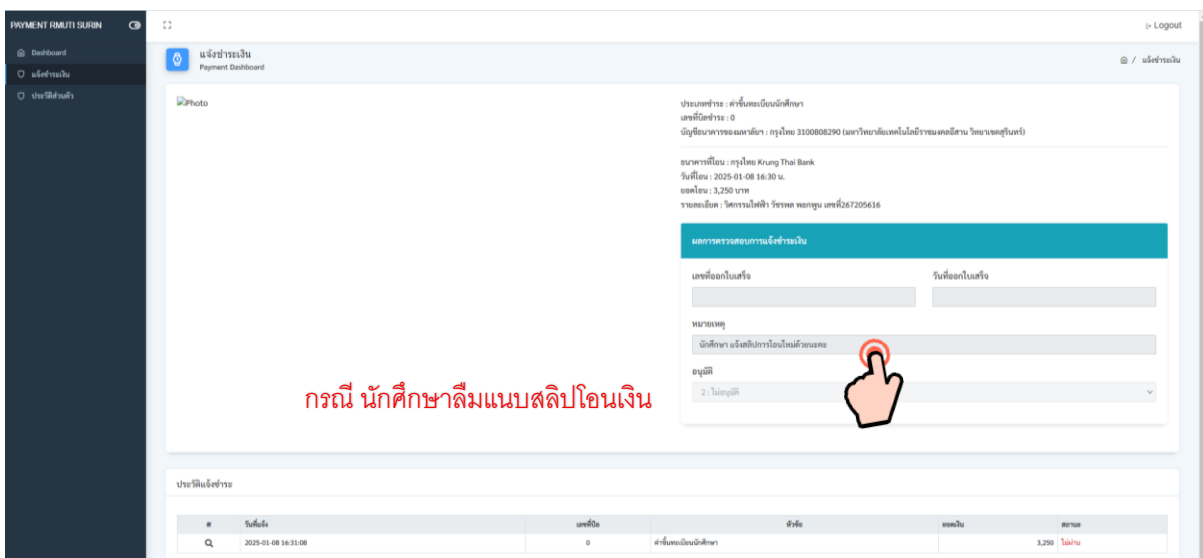 PAYMENT RMUTI SURIN
Logout
Dashboard
แจ้งชำระเงิน
ประวัติส่วนตัว
แจ้งชำระเงิน
Payment Dashboard
/ แจ้งชำระเงิน
Photo
ประเภทชำระ : ค่าขึ้นทะเบียนนักศึกษา
เลขที่บิลชำระ : 0
บัญชีธนาคารของมหาลัยฯ : กรุงไทย 3100808290 (มหาวิทยาลัยเทคโนโลยีราชมงคลอีสาน วิทยาเขตสุรินทร์)
ธนาคารที่โอน : กรุงไทย Krung Thai Bank
วันที่โอน : 2025-01-08 16:30 น.
ยอดโอน : 3,250 บาท
รายละเอียด : วิศกรรมไฟฟ้า วัชรพล พยกพูน เลขที่267205616
ผลการตรวจสอบการแจ้งชำระเงิน
เลขที่ออกใบเสร็จ
วันที่ออกใบเสร็จ
หมายเหตุ
นักศึกษา แจ้งสลิปการโอนใหม่ด้วยนะคะ
อนุมัติ
2 : ไม่อนุมัติ
กรณี นักศึกษาลืมแนบสลิปโอนเงิน
ประวัติแจ้งชำระ
# วันที่แจ้ง เลขที่บิล หัวข้อ ยอดเงิน สถานะ
2025-01-08 16:31:08 0 ค่าขึ้นทะเบียนนักศึกษา 3,250 ไม่ผ่าน